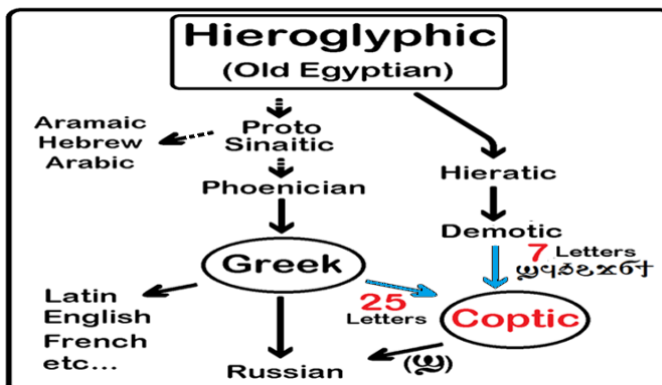 Hieroglyphic
(Old Egyptian)
Aramaic
Hebrew
Arabic
Proto
Sinaitic
Phoenician
Hieratic
Demotic
7 Letters
ϣϥϭϩϫϬϯ
Greek
25
Letters
Coptic
Latin
English
French
etc...
Russian
(ϣ)